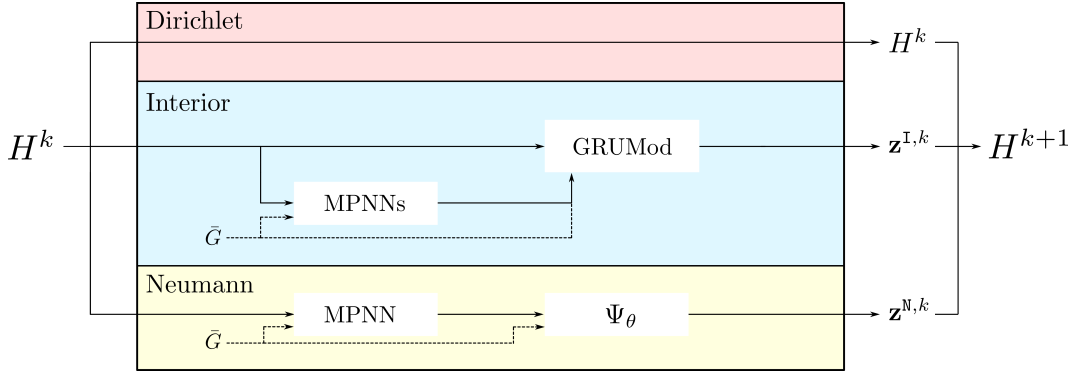 Dirichlet
H^k
Interior
H^k
GRUMod
z^{I,k}
H^{k+1}
MPNNs
Ḡ
Neumann
MPNN
Ψ_θ
z^{N,k}
Ḡ